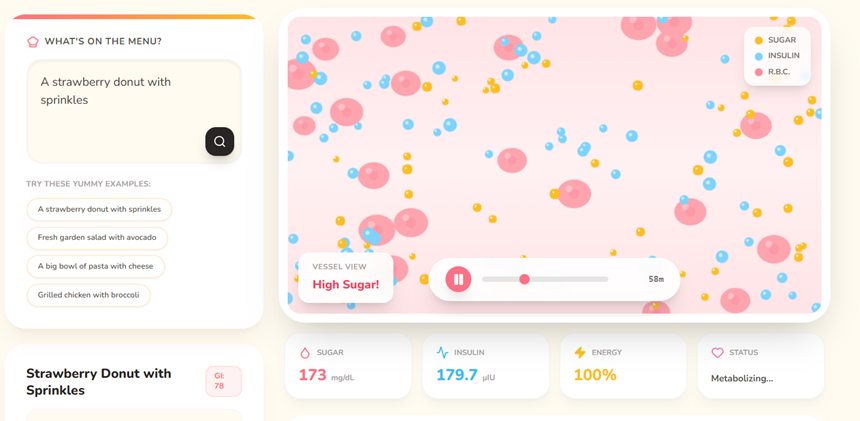 WHAT'S ON THE MENU?
A strawberry donut with
sprinkles
TRY THESE YUMMY EXAMPLES:
A strawberry donut with sprinkles
Fresh garden salad with avocado
A big bowl of pasta with cheese
Grilled chicken with broccoli
Strawberry Donut with
Sprinkles
GI:
78
SUGAR
INSULIN
R.B.C.
VESSEL VIEW
High Sugar!
58m
SUGAR
173 mg/dL
INSULIN
179.7 µIU
ENERGY
100%
STATUS
Metabolizing...